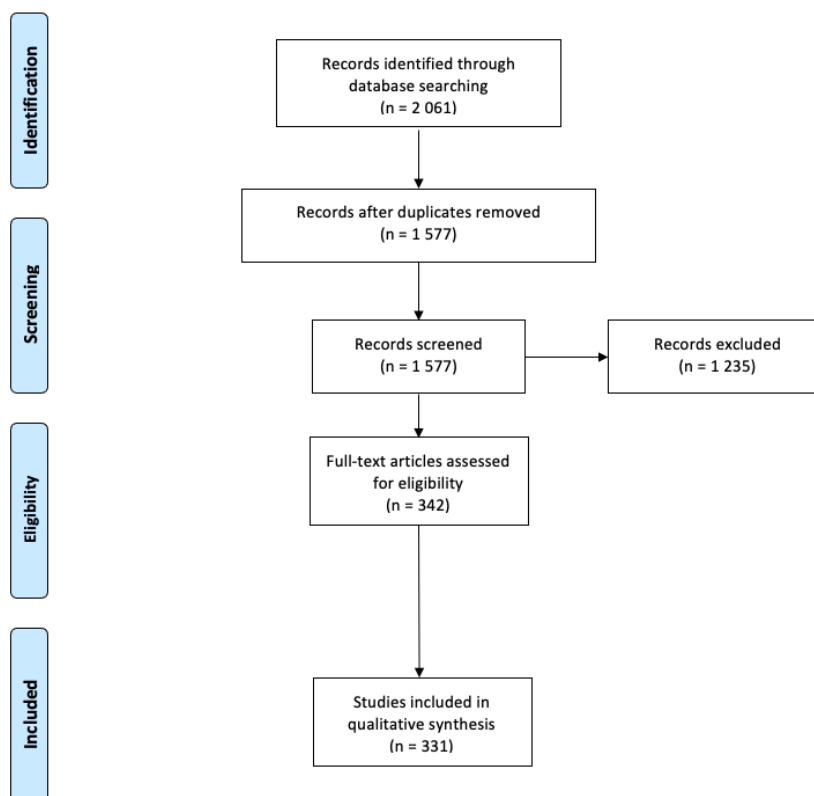 Identification
Records identified through
database searching
(n = 2 061)
Records after duplicates removed
(n = 1 577)
Screening
Records screened
(n = 1 577)
Records excluded
(n = 1 235)
Eligibility
Full-text articles assessed
for eligibility
(n = 342)
Included
Studies included in
qualitative synthesis
(n = 331)